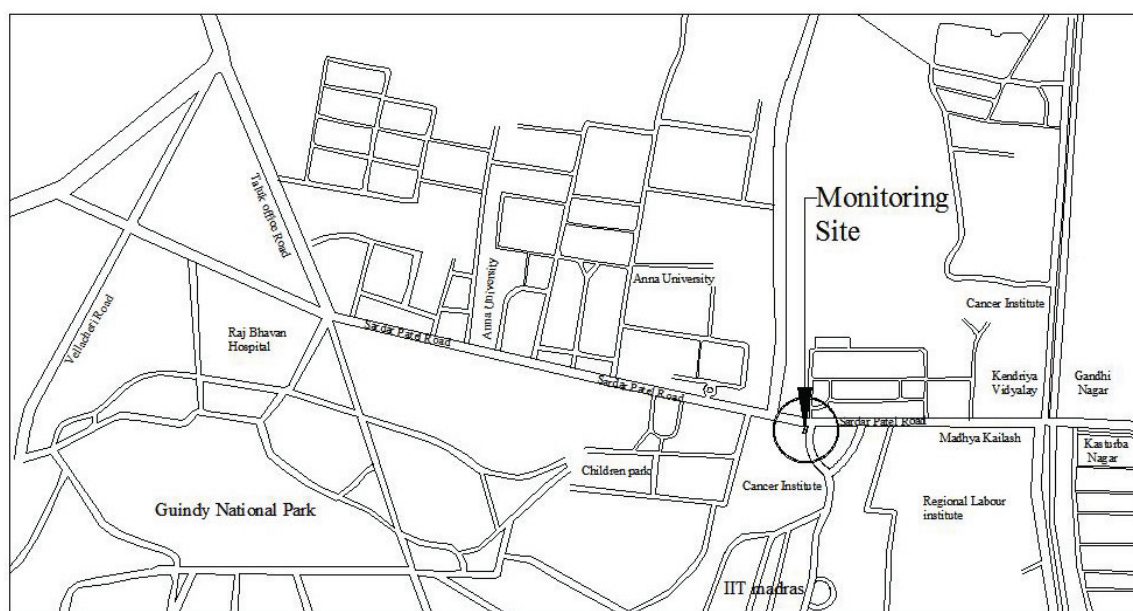 Monitoring
Site
Taluk office Road
Anna University
Anna University
Cancer Institute
Vellacheri Road
Raj Bhavan
Hospital
Sardar Patel Road
Sardar Patel Road
Kendriya
Vidyalay
Gandhi
Nagar
Sardar Patel Road
Madhya Kailash
Kasturba
Nagar
Children park
Cancer Institute
Guindy National Park
Regional Labour
institute
IIT madras